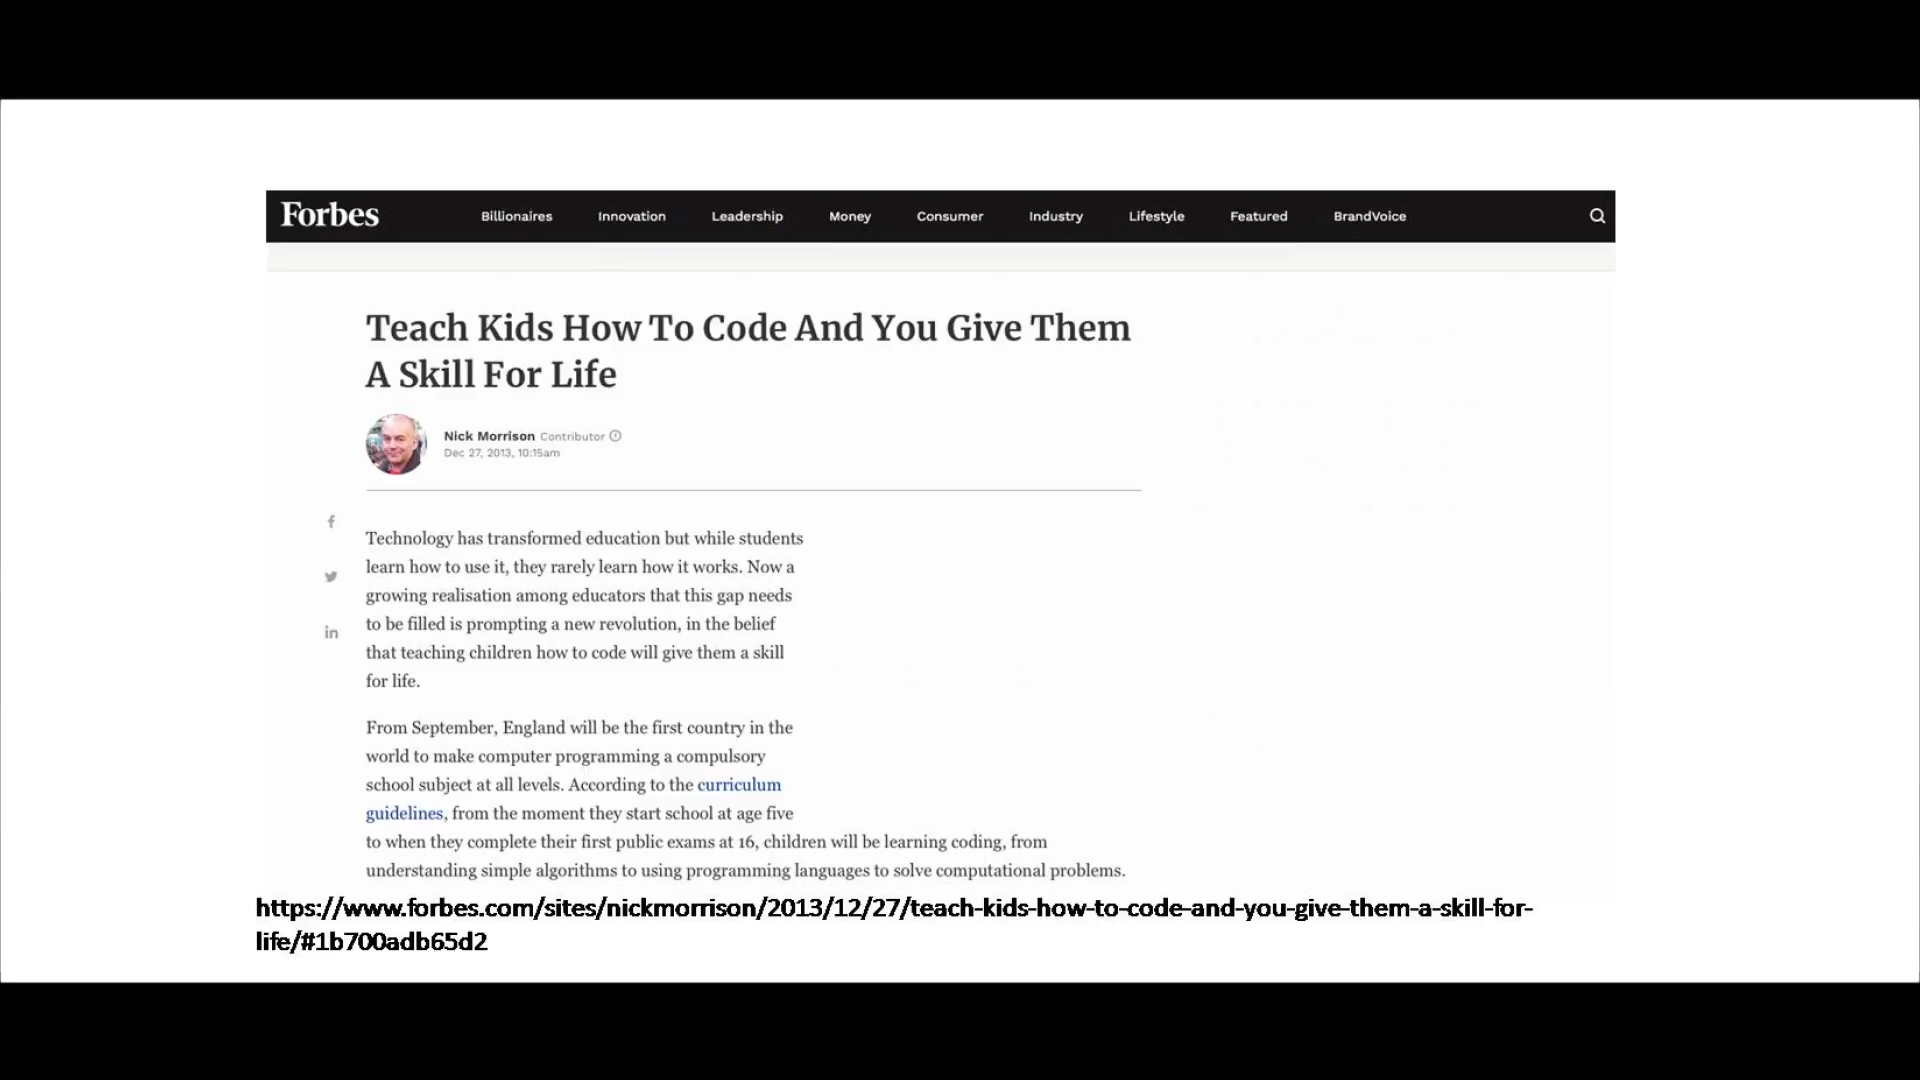 Forbes
Billionaires Innovation Leadership Money Consumer Industry Lifestyle Featured BrandVoice
Teach Kids How To Code And You Give Them
A Skill For Life
Nick Morrison Contributor
Dec 27, 2013, 10:15am
Technology has transformed education but while students
learn how to use it, they rarely learn how it works. Now a
growing realisation among educators that this gap needs
to be filled is prompting a new revolution, in the belief
that teaching children how to code will give them a skill
for life.
From September, England will be the first country in the
world to make computer programming a compulsory
school subject at all levels. According to the curriculum
guidelines, from the moment they start school at age five
to when they complete their first public exams at 16, children will be learning coding, from
understanding simple algorithms to using programming languages to solve computational problems.
https://www.forbes.com/sites/nickmorrison/2013/12/27/teach-kids-how-to-code-and-you-give-them-a-skill-for-
life/#1b700adb65d2